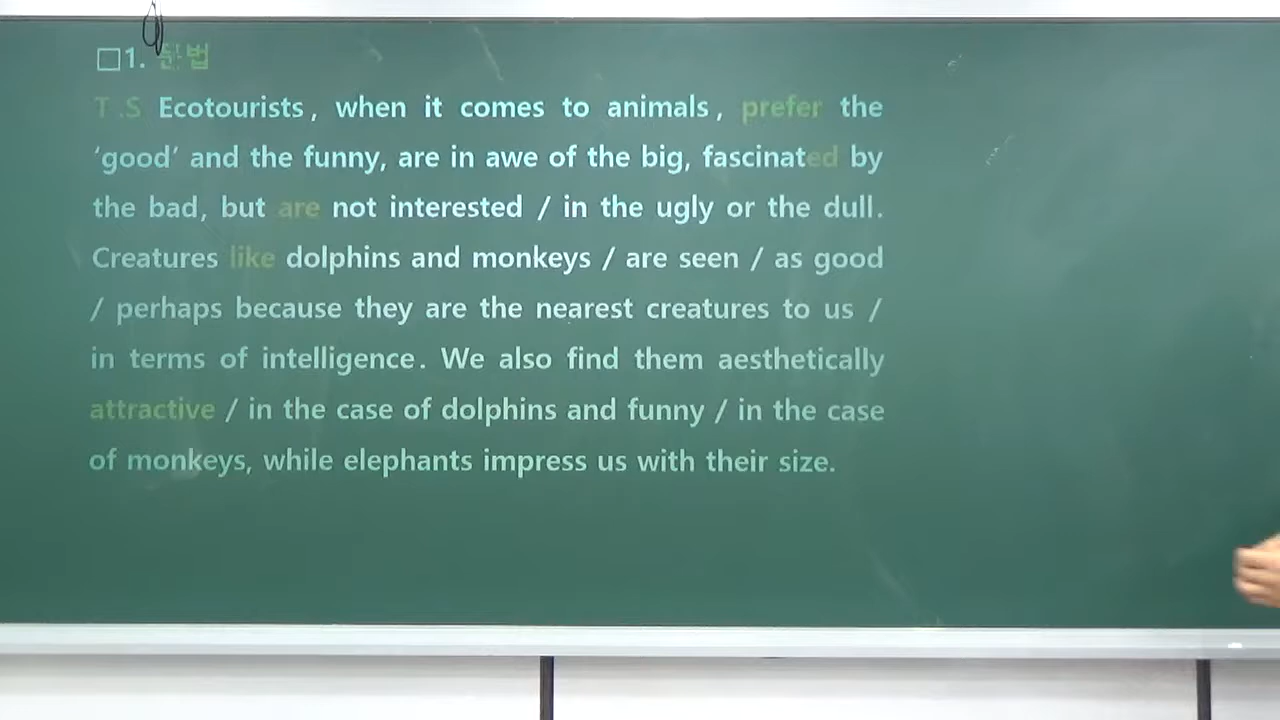 □1. 문법
T.S Ecotourists, when it comes to animals, prefer the
‘good’ and the funny, are in awe of the big, fascinated by
the bad, but are not interested / in the ugly or the dull.
Creatures like dolphins and monkeys / are seen / as good
/ perhaps because they are the nearest creatures to us /
in terms of intelligence. We also find them aesthetically
attractive / in the case of dolphins and funny / in the case
of monkeys, while elephants impress us with their size.